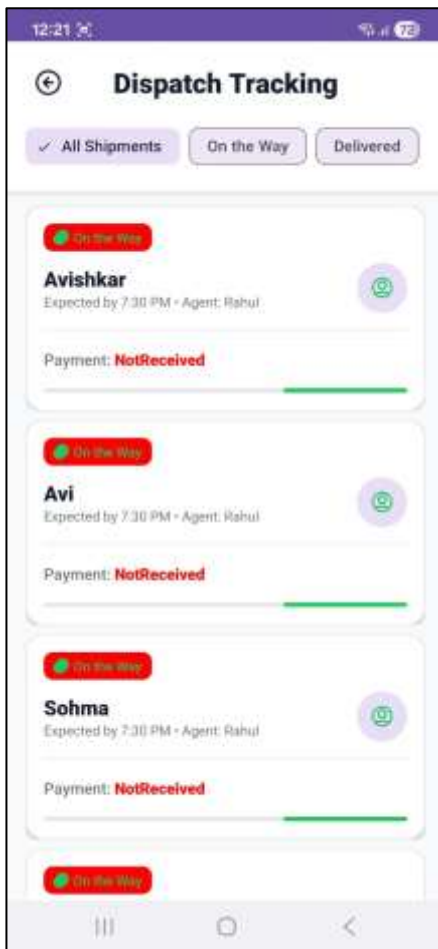 12:21
72
Dispatch Tracking
✓ All Shipments
On the Way
Delivered
On the Way
Avishkar
Expected by 7:30 PM • Agent: Rahul
Payment: NotReceived
On the Way
Avi
Expected by 7:30 PM • Agent: Rahul
Payment: NotReceived
On the Way
Sohma
Expected by 7:30 PM • Agent: Rahul
Payment: NotReceived
On the Way